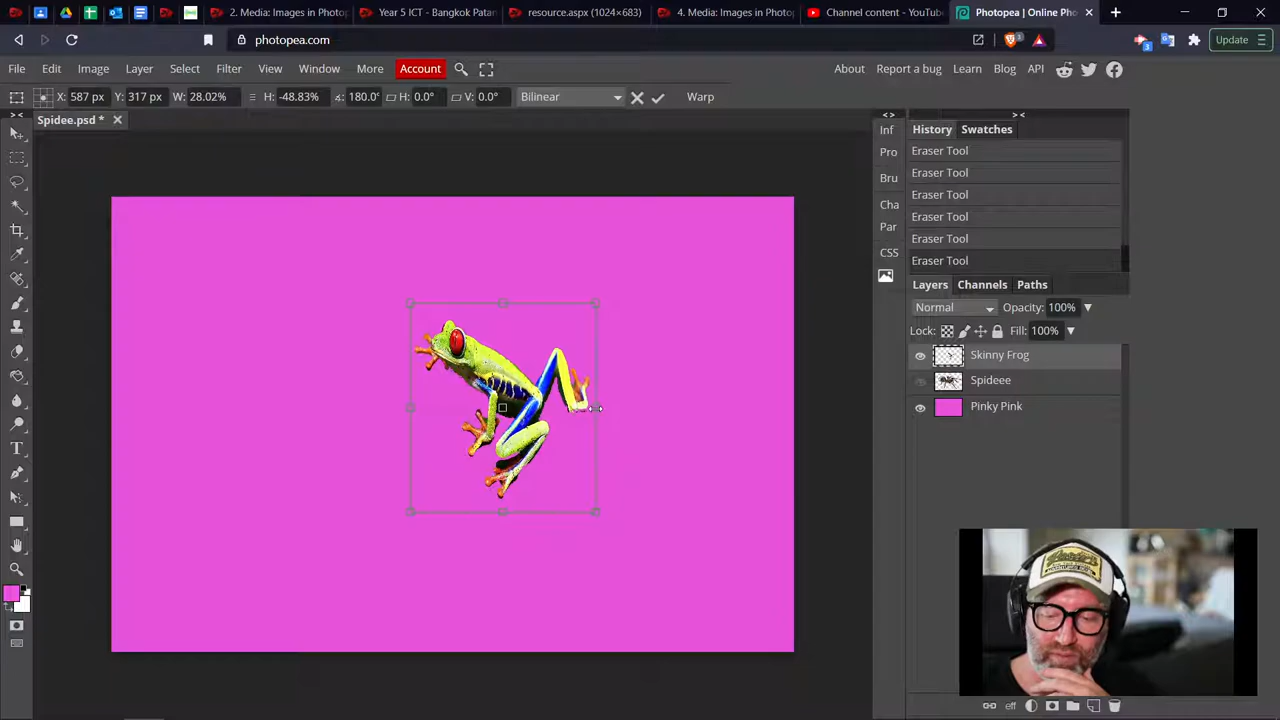 2. Media: Images in Photop
Year 5 ICT - Bangkok Patan
resource.aspx (1024×683)
4. Media: Images in Photop
Channel content - YouTub
Photopea | Online Pho
photopea.com
3
3
Update
File Edit Image Layer Select Filter View Window More Account
About Report a bug Learn Blog API
X: 587 px Y: 317 px W: 28.02% H: -48.83% ∡: 180.0° H: 0.0° V: 0.0° Bilinear Warp
Spidee.psd *
History Swatches
Inf
Pro
Bru
Cha
Par
CSS
Eraser Tool
Eraser Tool
Eraser Tool
Eraser Tool
Eraser Tool
Eraser Tool
Layers Channels Paths
Normal Opacity: 100%
Lock: Fill: 100%
Skinny Frog
Spideee
Pinky Pink
eff